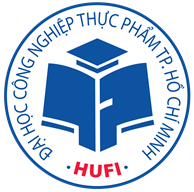 ĐẠI HỌC CÔNG NGHIỆP THỰC PHẨM TP.HỒ CHÍ MINH
HUFI